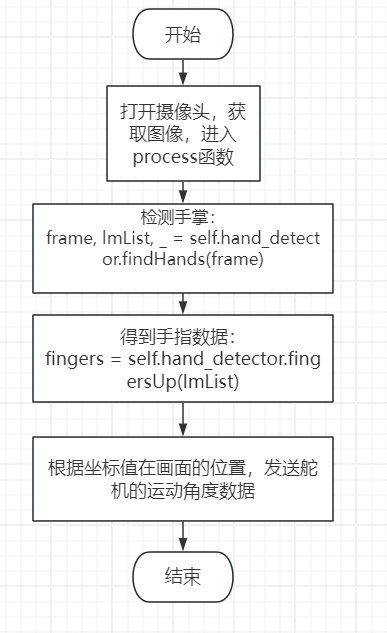 开始
打开摄像头，获
取图像，进入
process函数
检测手掌：
frame, lmList, _ = self.hand_detect
or.findHands(frame)
得到手指数据：
fingers = self.hand_detector.fing
ersUp(lmList)
根据坐标值在画面的位置，发送舵
机的运动角度数据
结束